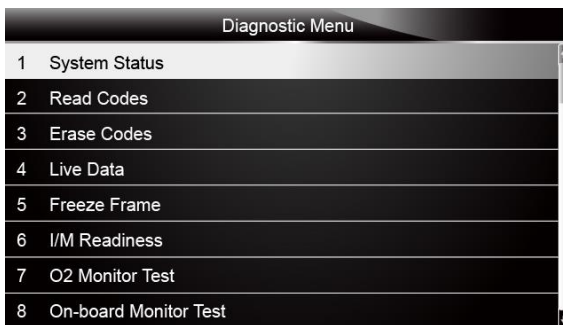 Diagnostic Menu
1 System Status
2 Read Codes
3 Erase Codes
4 Live Data
5 Freeze Frame
6 I/M Readiness
7 O2 Monitor Test
8 On-board Monitor Test